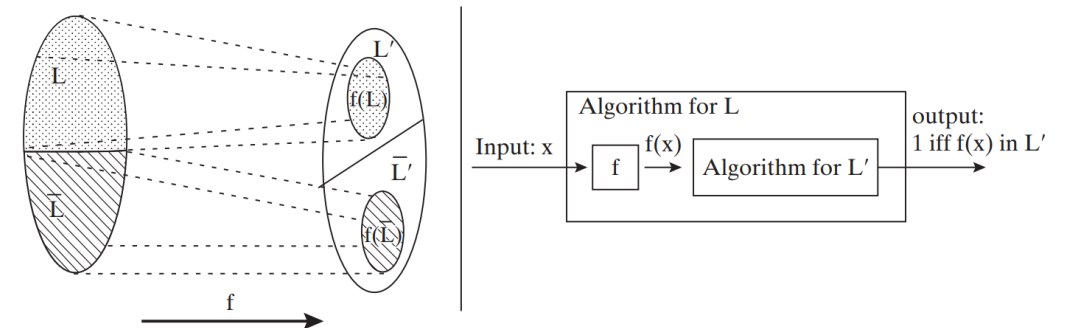 L
L̅
L′
f(L)
L̅′
f(L̅)
f
Input: x
Algorithm for L
f
f(x)
Algorithm for L′
output:
1 iff f(x) in L′